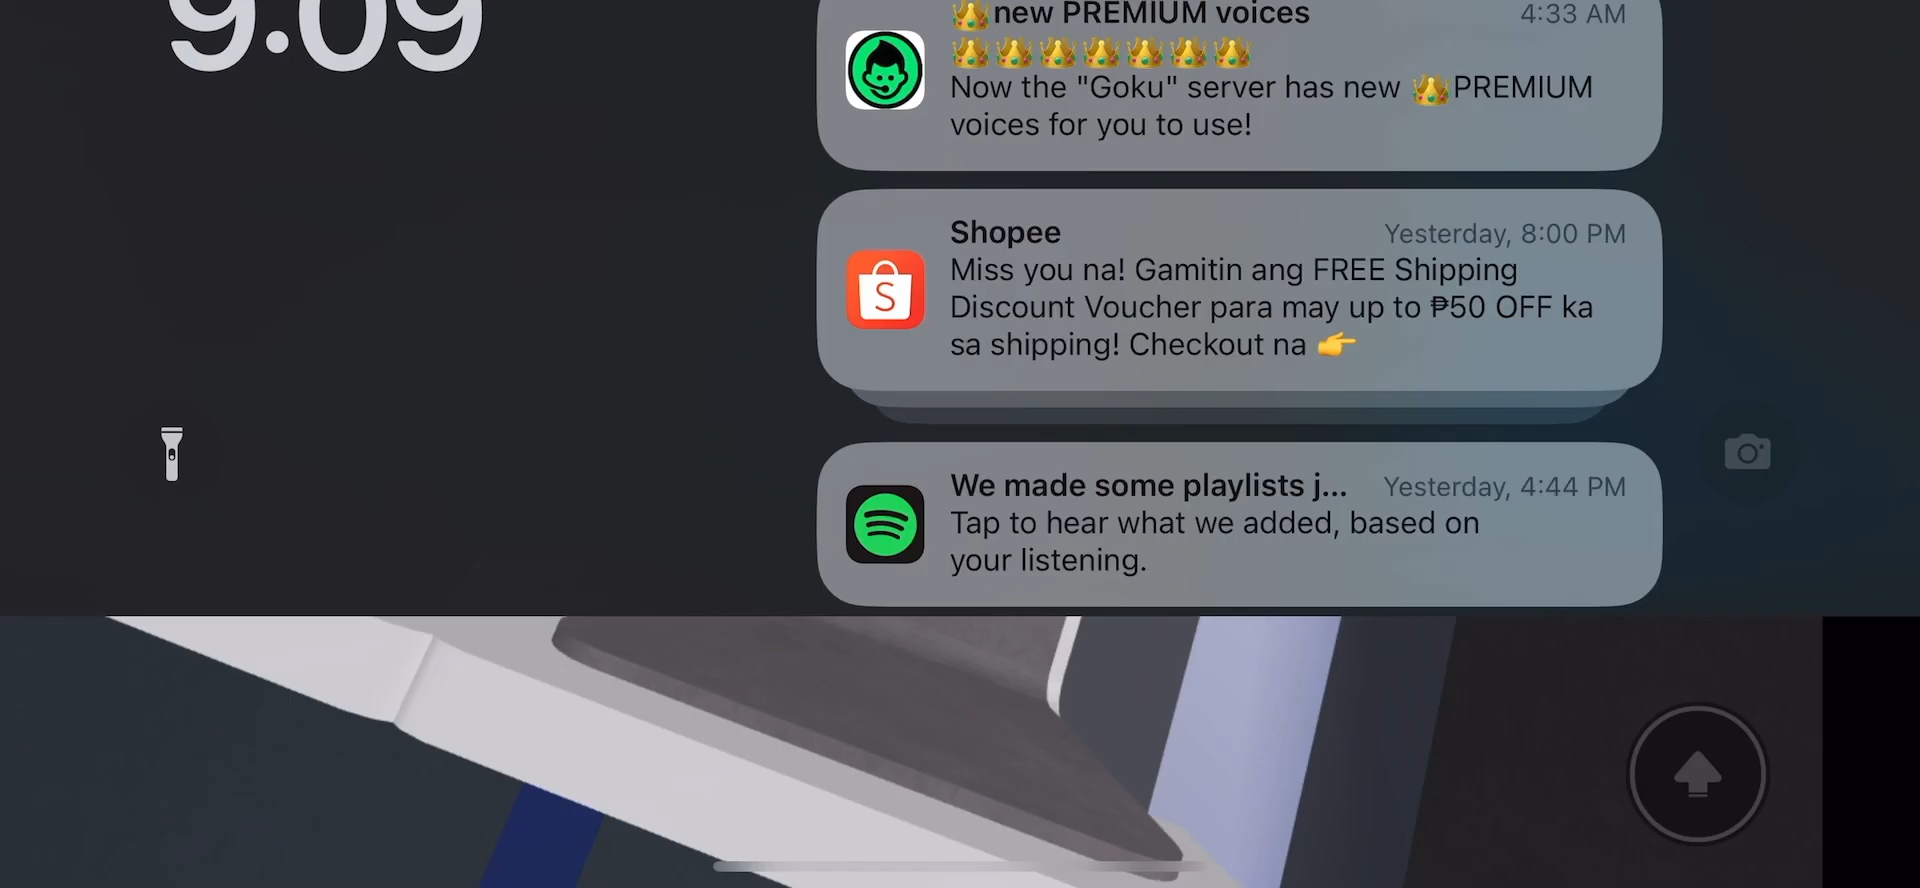 9:09
👑new PREMIUM voices
4:33 AM
👑👑👑👑👑👑👑
Now the "Goku" server has new 👑PREMIUM
voices for you to use!
Shopee
Yesterday, 8:00 PM
Miss you na! Gamitin ang FREE Shipping
Discount Voucher para may up to ₱50 OFF ka
sa shipping! Checkout na 👉
We made some playlists j...
Yesterday, 4:44 PM
Tap to hear what we added, based on
your listening.